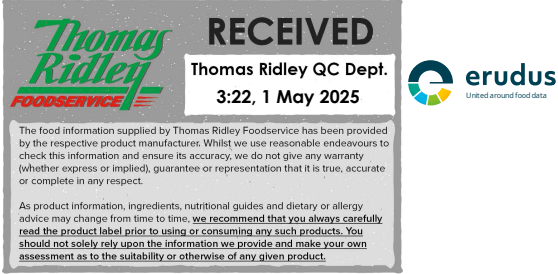 Thomas
Ridley
FOODSERVICE
RECEIVED
Thomas Ridley QC Dept.
3:22, 1 May 2025
erudus
United around food data
The food information supplied by Thomas Ridley Foodservice has been provided
by the respective product manufacturer. Whilst we use reasonable endeavours to
check this information and ensure its accuracy, we do not give any warranty
(whether express or implied), guarantee or representation that it is true, accurate
or complete in any respect.
As product information, ingredients, nutritional guides and dietary or allergy
advice may change from time to time, we recommend that you always carefully
read the product label prior to using or consuming any such products. You
should not solely rely upon the information we provide and make your own
assessment as to the suitability or otherwise of any given product.